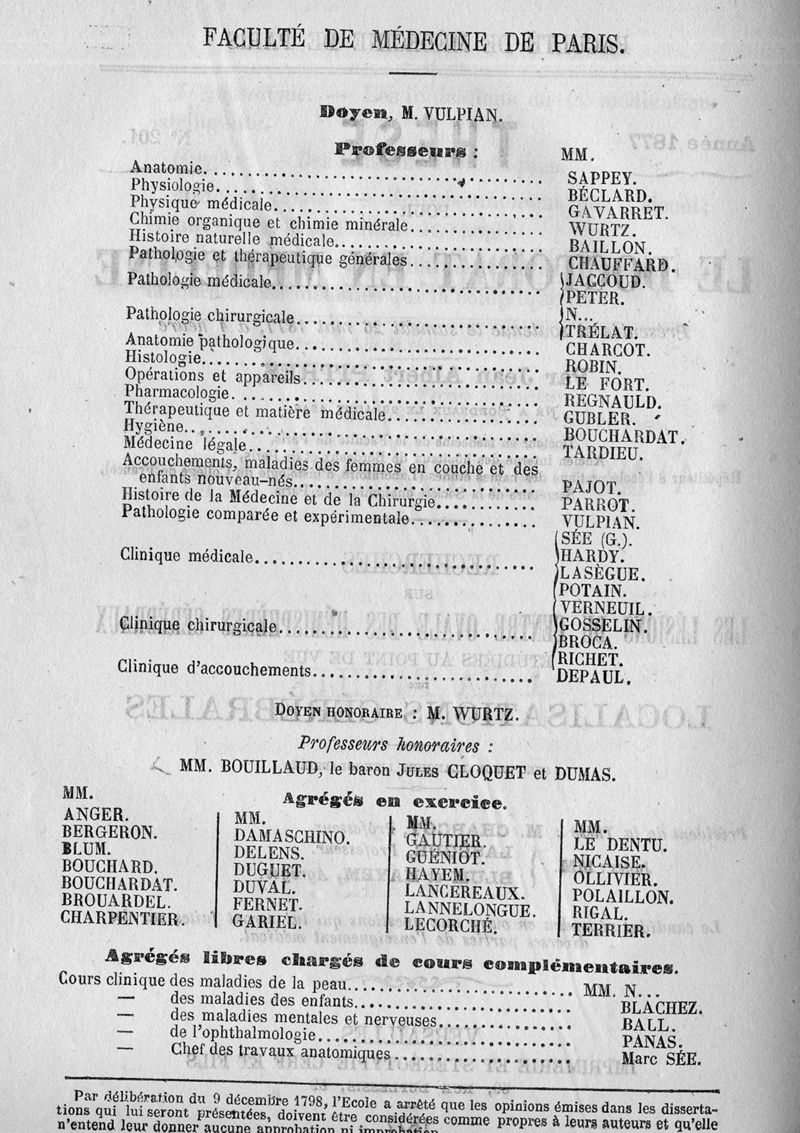 FACULTÉ DE MÉDECINE DE PARIS.
Doyen, M. VULPIAN.
Professeurs :
MM.
Anatomie........ SAPPEY.
Physiologie........ BÉCLARD.
Physique médicale........ GAVARRET.
Chimie organique et chimie minérale........ WURTZ.
Histoire naturelle médicale........ BAILLON.
Pathologie et thérapeutique générales........ CHAUFFARD.
Pathologie médicale........ JACCOUD.
PETER.
Pathologie chirurgicale........ N...
TRÉLAT.
Anatomie pathologique........ CHARCOT.
Histologie........ ROBIN.
Opérations et appareils........ LE FORT.
Pharmacologie........ REGNAULD.
Thérapeutique et matière médicale........ GUBLER.
Hygiène........ BOUCHARDAT.
Médecine légale........ TARDIEU.
Accouchements, maladies des femmes en couche et des
enfants nouveau-nés........ PAJOT.
Histoire de la Médecine et de la Chirurgie........ PARROT.
Pathologie comparée et expérimentale........ VULPIAN.
SÉE (G.).
Clinique médicale........ HARDY.
LASÈGUE.
POTAIN.
VERNEUIL.
Clinique chirurgicale........ GOSSELIN.
BROCA.
RICHET.
Clinique d'accouchements........ DEPAUL.
DOYEN HONORAIRE : M. WURTZ.
Professeurs honoraires :
MM. BOUILLAUD, le baron JULES CLOQUET et DUMAS.
Agrégés en exercice.
MM.
ANGER.
BERGERON.
BLUM.
BOUCHARD.
BOUCHARDAT.
BROUARDEL.
CHARPENTIER.
MM.
DAMASCHINO.
DELENS.
DUGUET.
DUVAL.
FERNET.
GARIEL.
MM.
GAUTIER.
GUÉNIOT.
HAYEM.
LANCEREAUX.
LANNELONGUE.
LECORCHÉ.
MM.
LE DENTU.
NICAISE.
OLLIVIER.
POLAILLON.
RIGAL.
TERRIER.
Agrégés libres chargés de cours complémentaires.
Cours clinique des maladies de la peau........ MM. N...
— des maladies des enfants........ BLACHEZ.
— des maladies mentales et nerveuses........ BALL.
— de l'ophthalmologie........ PANAS.
— Chef des travaux anatomiques........ Marc SÉE.
Par délibération du 9 décembre 1798, l'Ecole a arrêté que les opinions émises dans les disserta-
tions qui lui seront présentées, doivent être considérées comme propres à leurs auteurs et qu'elle
n'entend leur donner aucune approbation ni improbation